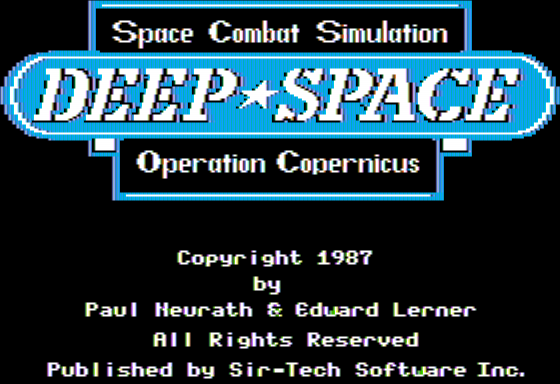 Space Combat Simulation
DEEP★SPACE
Operation Copernicus
Copyright 1987
by
Paul Neurath & Edward Lerner
All Rights Reserved
Published by Sir-Tech Software Inc.